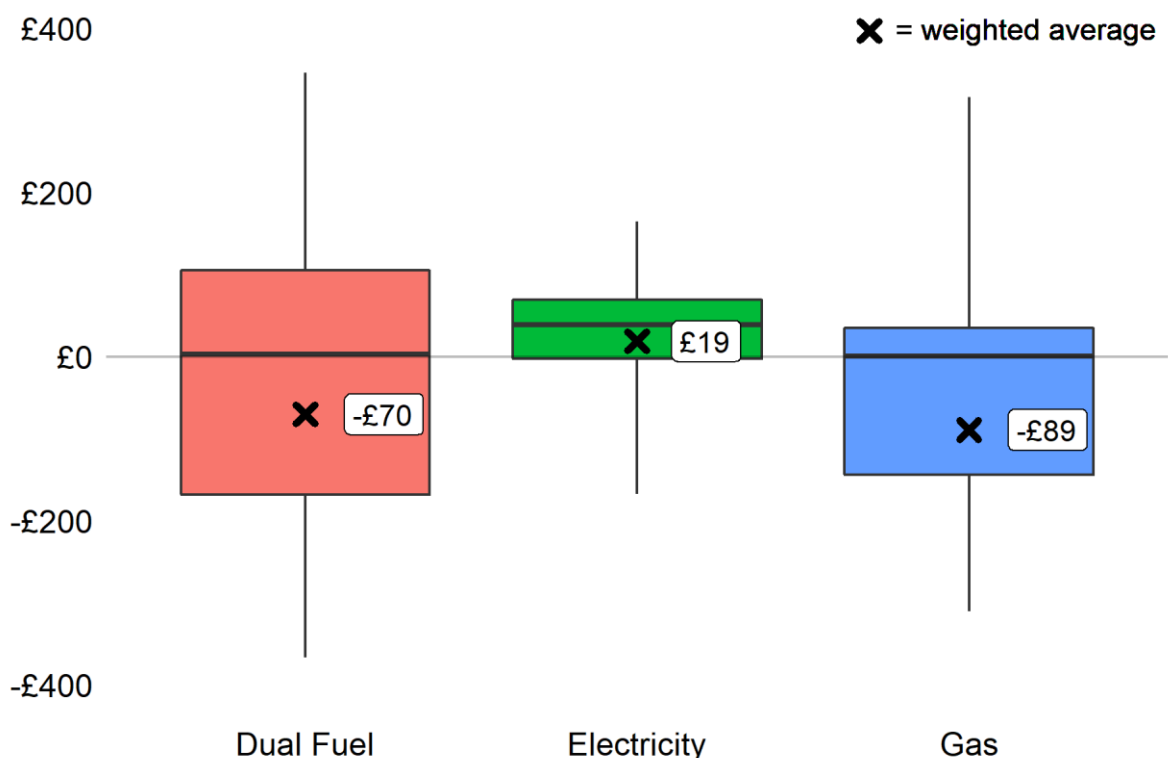 £400
✖ = weighted average
£200
£0
£19
-£70
-£89
-£200
-£400
Dual Fuel
Electricity
Gas